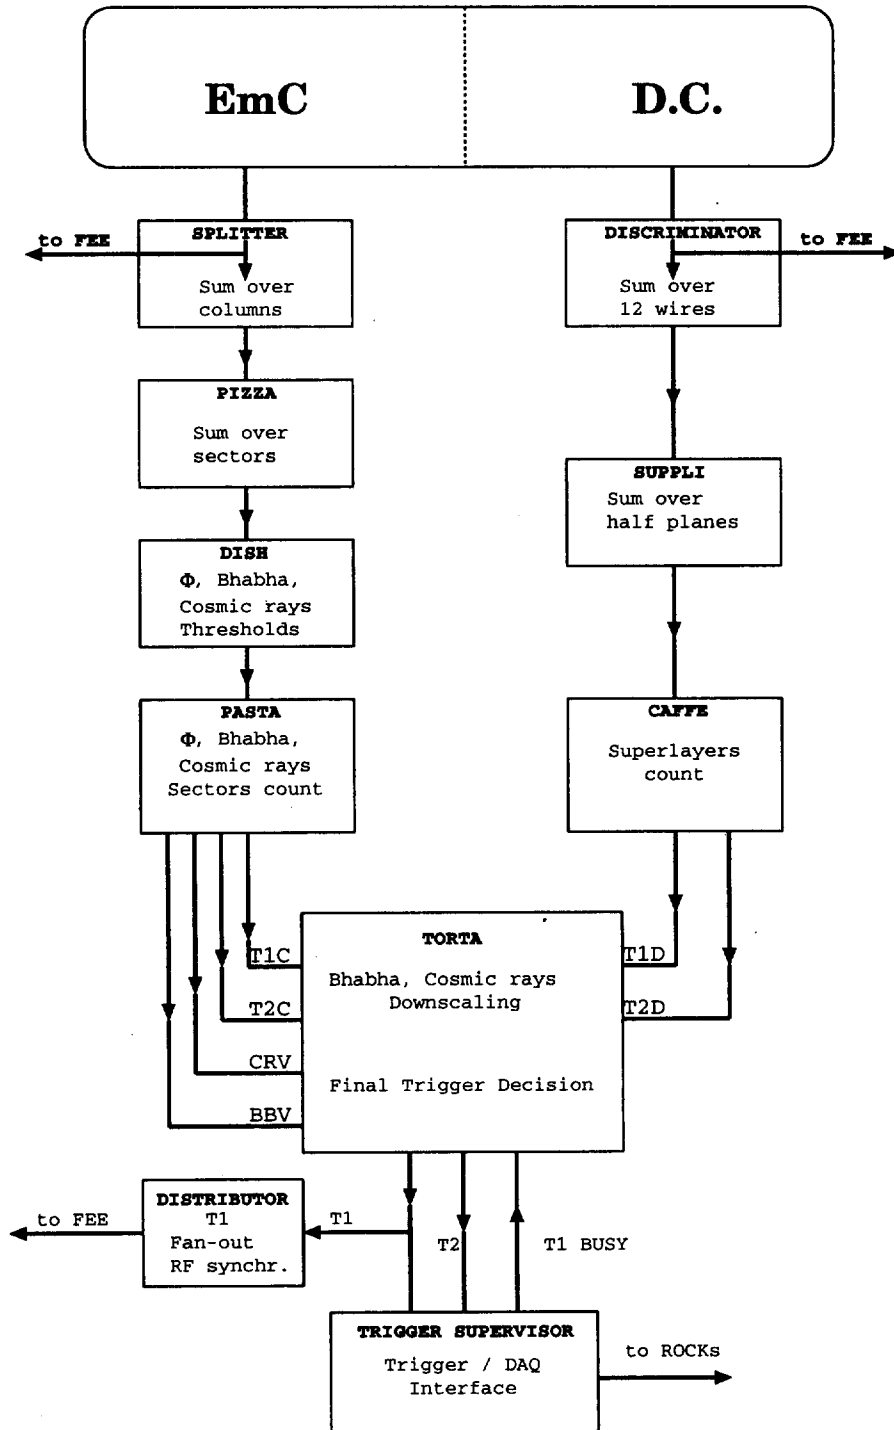 EmC
D.C.
to FEE
SPLITTER
Sum over
columns
DISCRIMINATOR
to FEE
Sum over
12 wires
PIZZA
Sum over
sectors
SUPPLI
Sum over
half planes
DISH
Φ, Bhabha,
Cosmic rays
Thresholds
PASTA
Φ, Bhabha,
Cosmic rays
Sectors count
CAFFE
Superlayers
count
T1C
T2C
CRV
BBV
TORTA
Bhabha, Cosmic rays
Downscaling
Final Trigger Decision
T1D
T2D
to FEE
DISTRIBUTOR
T1
Fan-out
RF synchr.
T1
T2
T1 BUSY
TRIGGER SUPERVISOR
Trigger / DAQ
Interface
to ROCKs